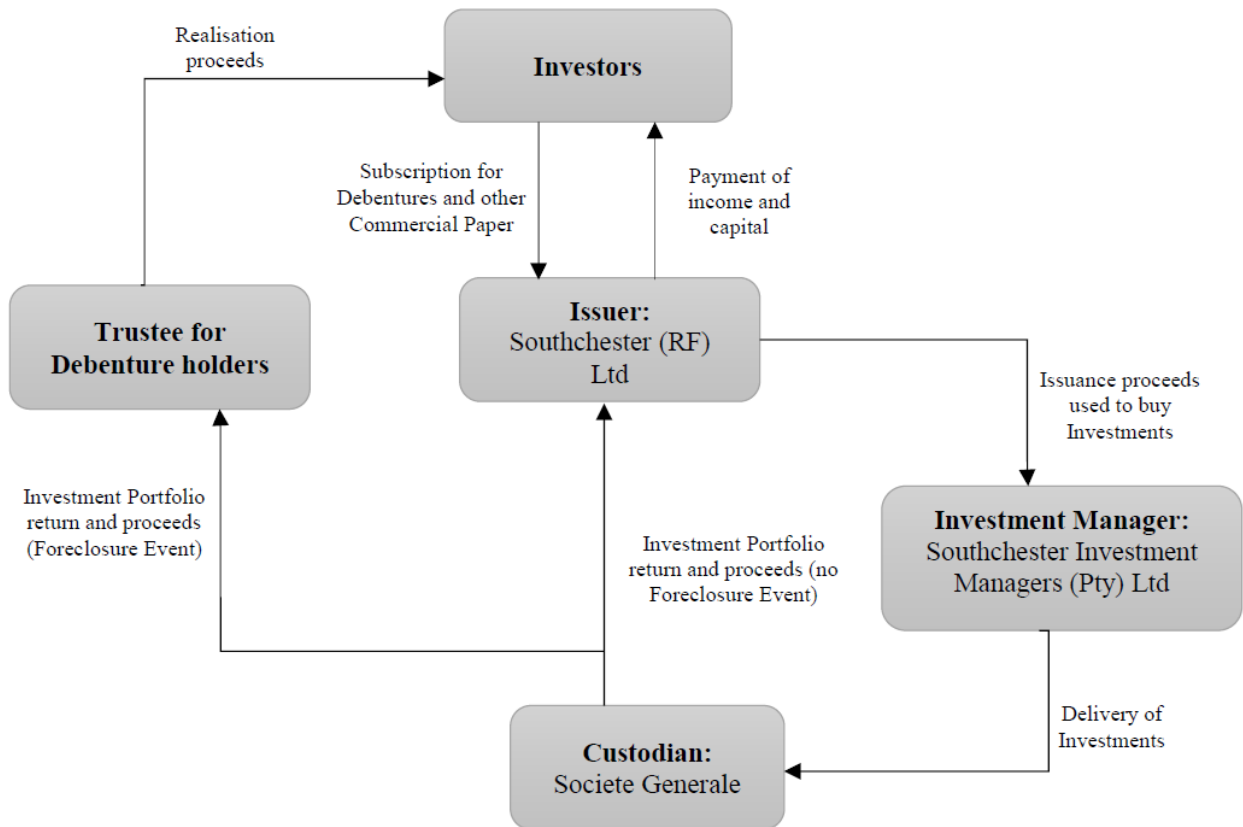 Realisation
proceeds
Investors
Subscription for
Debentures and other
Commercial Paper
Payment of
income and
capital
Trustee for
Debenture holders
Issuer:
Southchester (RF)
Ltd
Issuance proceeds
used to buy
Investments
Investment Portfolio
return and proceeds
(Foreclosure Event)
Investment Portfolio
return and proceeds (no
Foreclosure Event)
Investment Manager:
Southchester Investment
Managers (Pty) Ltd
Custodian:
Societe Generale
Delivery of
Investments